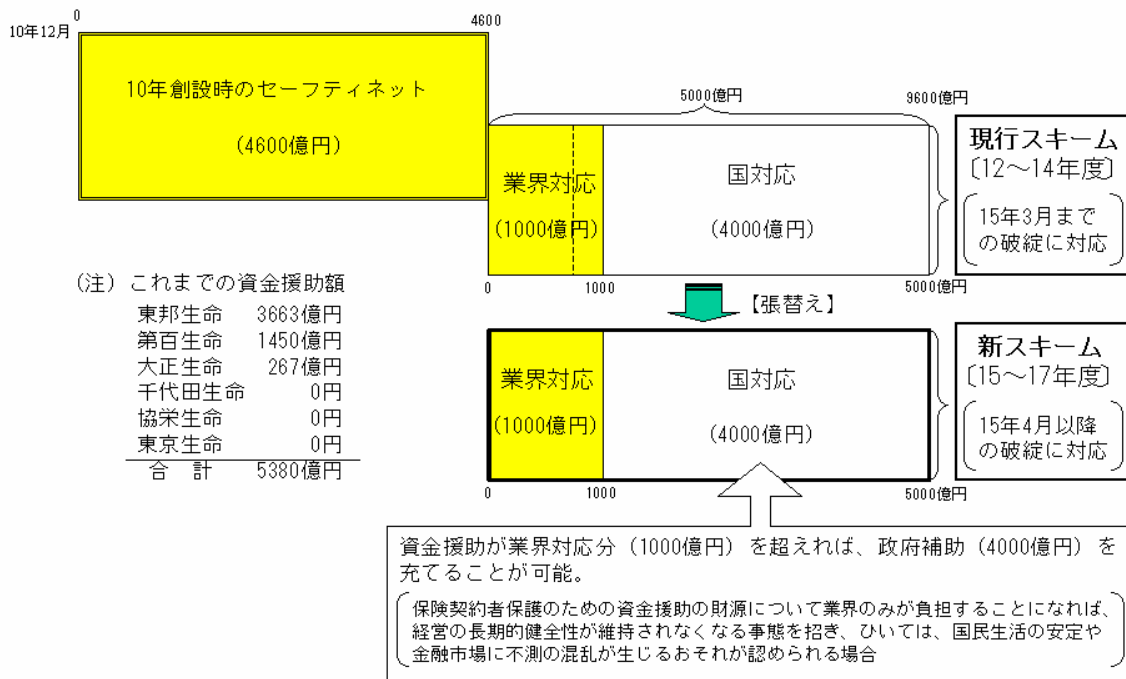 0
4600
10年12月
10年創設時のセーフティネット
(4600億円)
5000億円
9600億円
業界対応
(1000億円)
国対応
(4000億円)
0
1000
5000億円
現行スキーム
〔12～14年度〕
15年3月まで
の破綻に対応
【張替え】
(注) これまでの資金援助額
東邦生命 3663億円
第百生命 1450億円
大正生命 267億円
千代田生命 0円
協栄生命 0円
東京生命 0円
合 計 5380億円
業界対応
(1000億円)
国対応
(4000億円)
0
1000
5000億円
新スキーム
〔15～17年度〕
15年4月以降
の破綻に対応
資金援助が業界対応分（1000億円）を超えれば、政府補助（4000億円）を
充てることが可能。
保険契約者保護のための資金援助の財源について業界のみが負担することになれば、
経営の長期的健全性が維持されなくなる事態を招き、ひいては、国民生活の安定や
金融市場に不測の混乱が生じるおそれが認められる場合